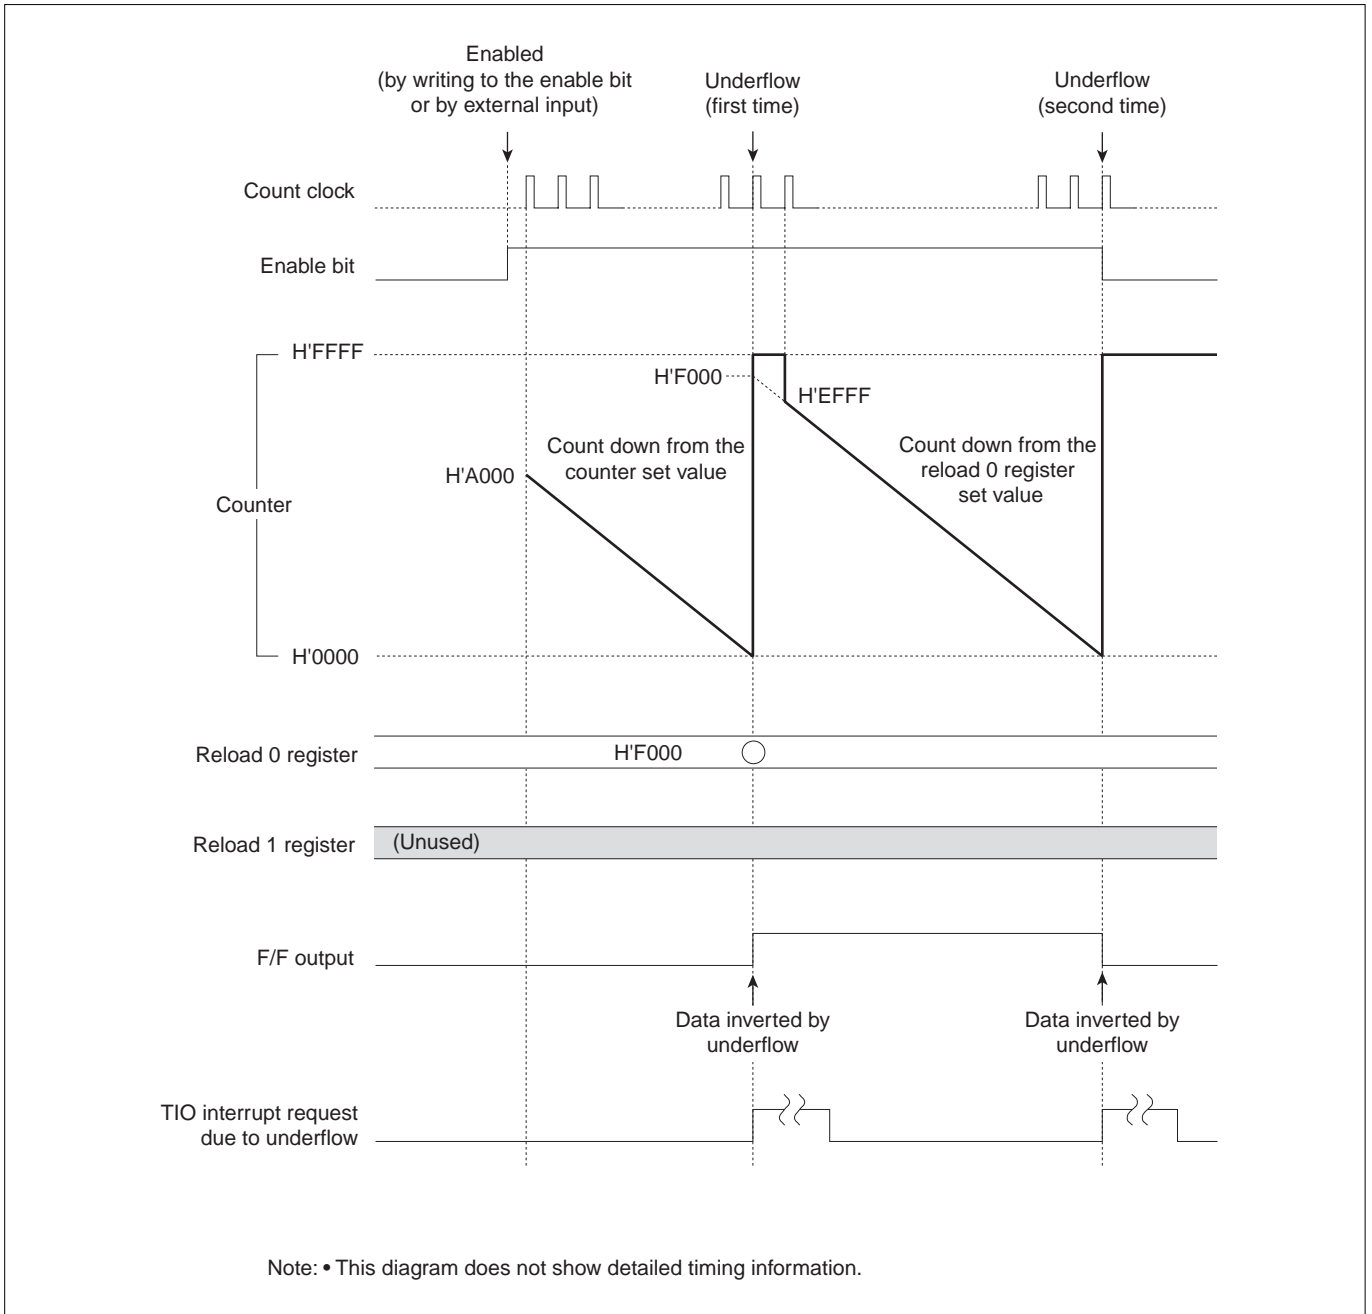 Enabled
(by writing to the enable bit
or by external input)
Underflow
(first time)
Underflow
(second time)
Count clock
Enable bit
H'FFFF
H'F000
H'EFFF
Count down from the
counter set value
Count down from the
reload 0 register
set value
H'A000
Counter
H'0000
Reload 0 register
H'F000
Reload 1 register
(Unused)
F/F output
Data inverted by
underflow
Data inverted by
underflow
TIO interrupt request
due to underflow
Note: • This diagram does not show detailed timing information.